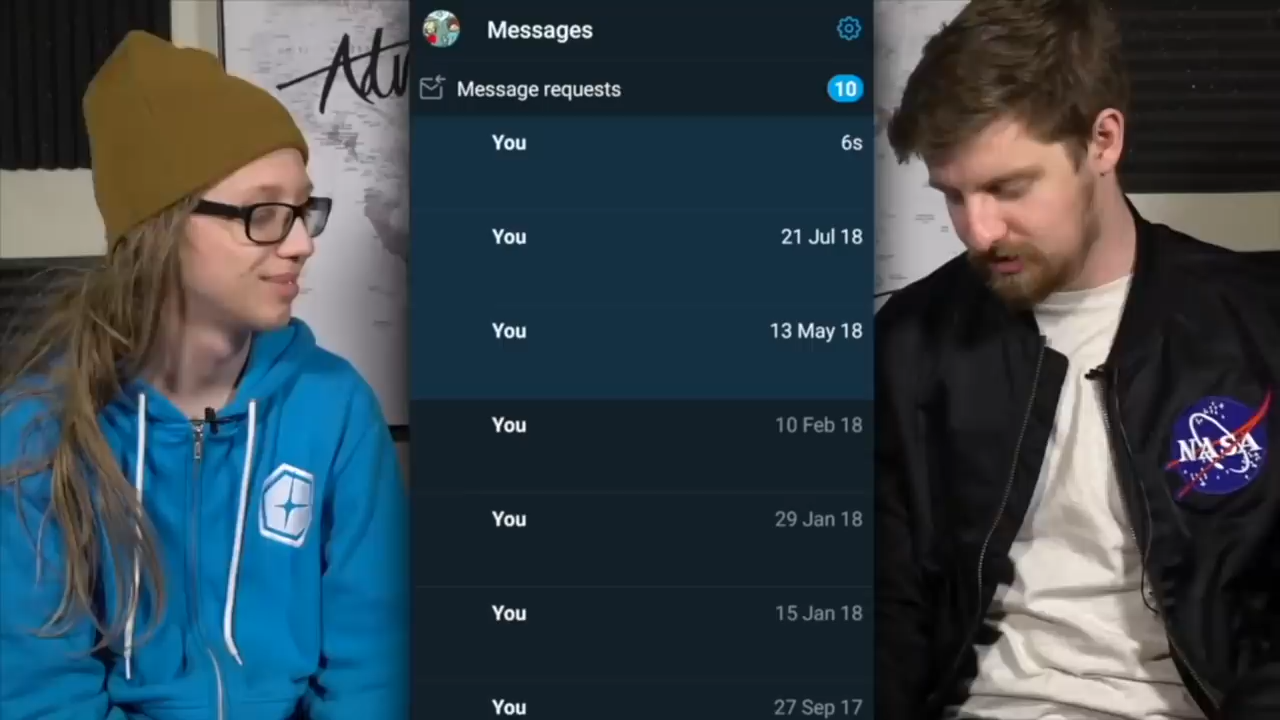 Messages
Message requests 10
You 6s
You 21 Jul 18
You 13 May 18
You 10 Feb 18
You 29 Jan 18
You 15 Jan 18
You 27 Sep 17
NASA